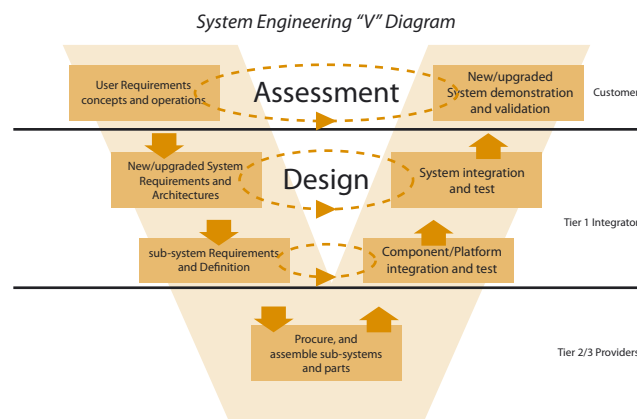 System Engineering “V” Diagram
User Requirements
concepts and operations
Assessment
New/upgraded
System demonstration
and validation
Customer
New/upgraded System
Requirements and
Architectures
Design
System integration
and test
Tier 1 Integrator
sub-system Requirements
and Definition
Component/Platform
integration and test
Procure, and
assemble sub-systems
and parts
Tier 2/3 Providers